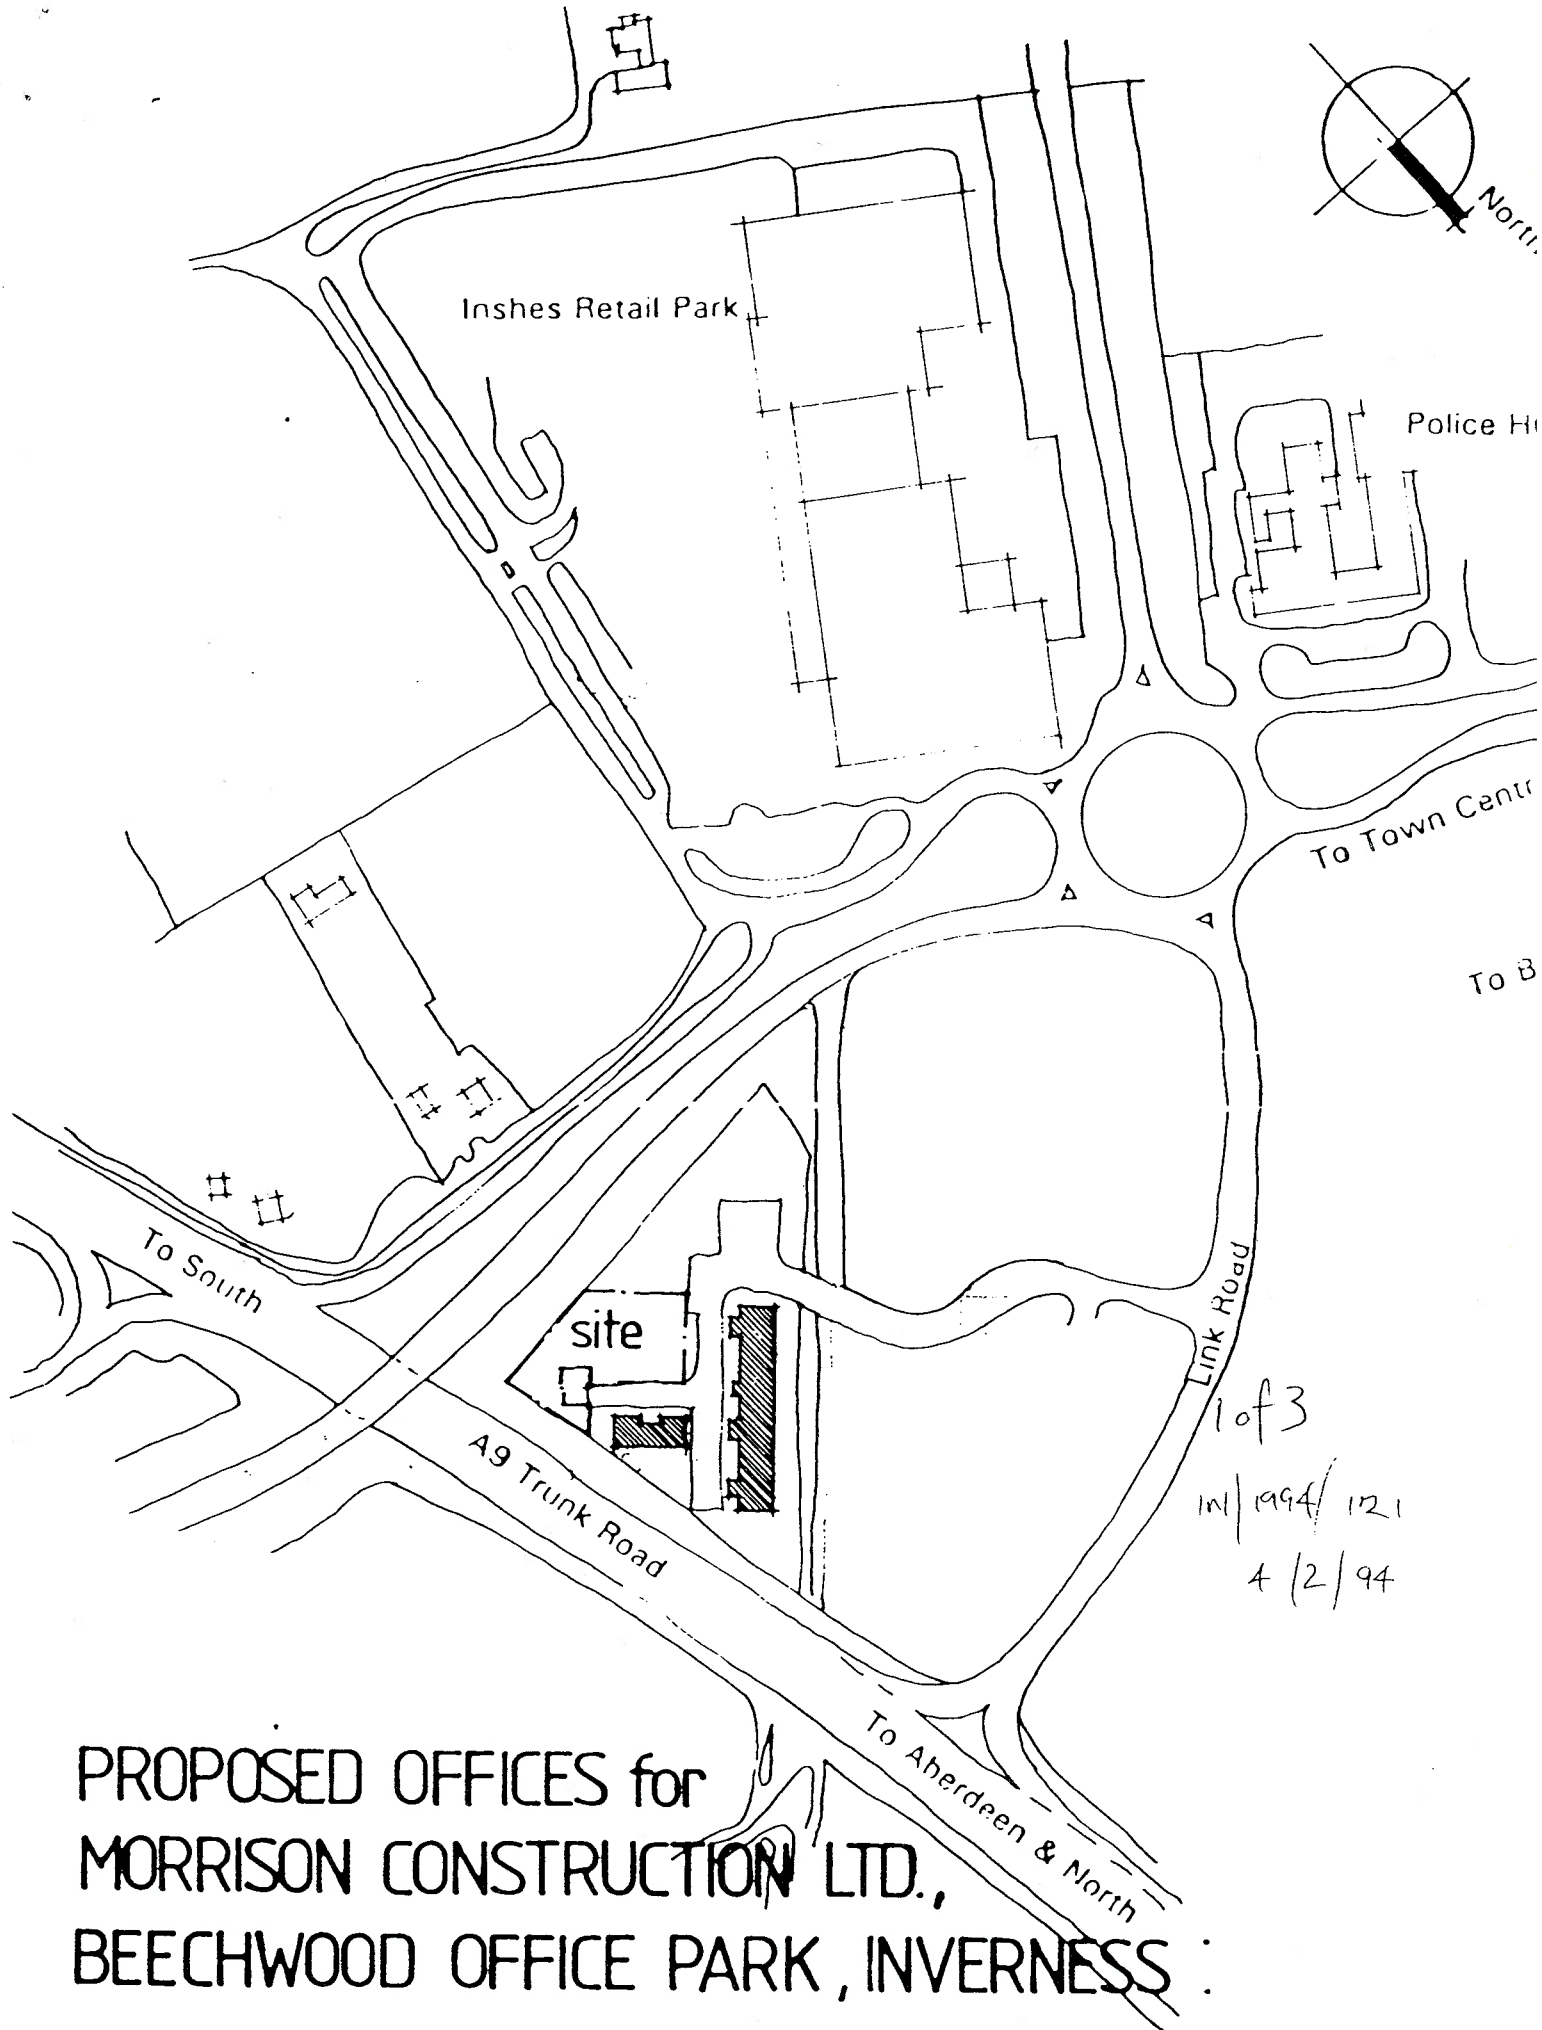 North
Inshes Retail Park
Police H
To Town Centr
To B
To South
site
Link Road
A9 Trunk Road
1 of 3
IN/1994/121
4/2/94
To Aberdeen & North
PROPOSED OFFICES for
MORRISON CONSTRUCTION LTD.,
BEECHWOOD OFFICE PARK, INVERNESS :